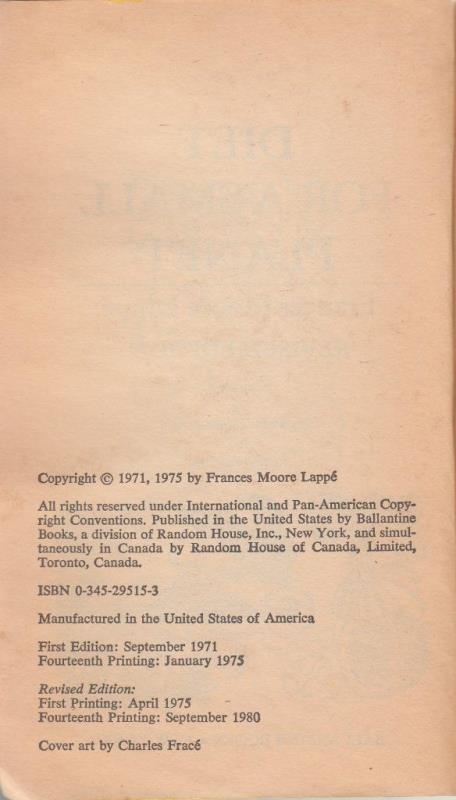 Copyright © 1971, 1975 by Frances Moore Lappé
All rights reserved under International and Pan-American Copy-
right Conventions. Published in the United States by Ballantine
Books, a division of Random House, Inc., New York, and simul-
taneously in Canada by Random House of Canada, Limited,
Toronto, Canada.
ISBN 0-345-29515-3
Manufactured in the United States of America
First Edition: September 1971
Fourteenth Printing: January 1975
Revised Edition:
First Printing: April 1975
Fourteenth Printing: September 1980
Cover art by Charles Fracé